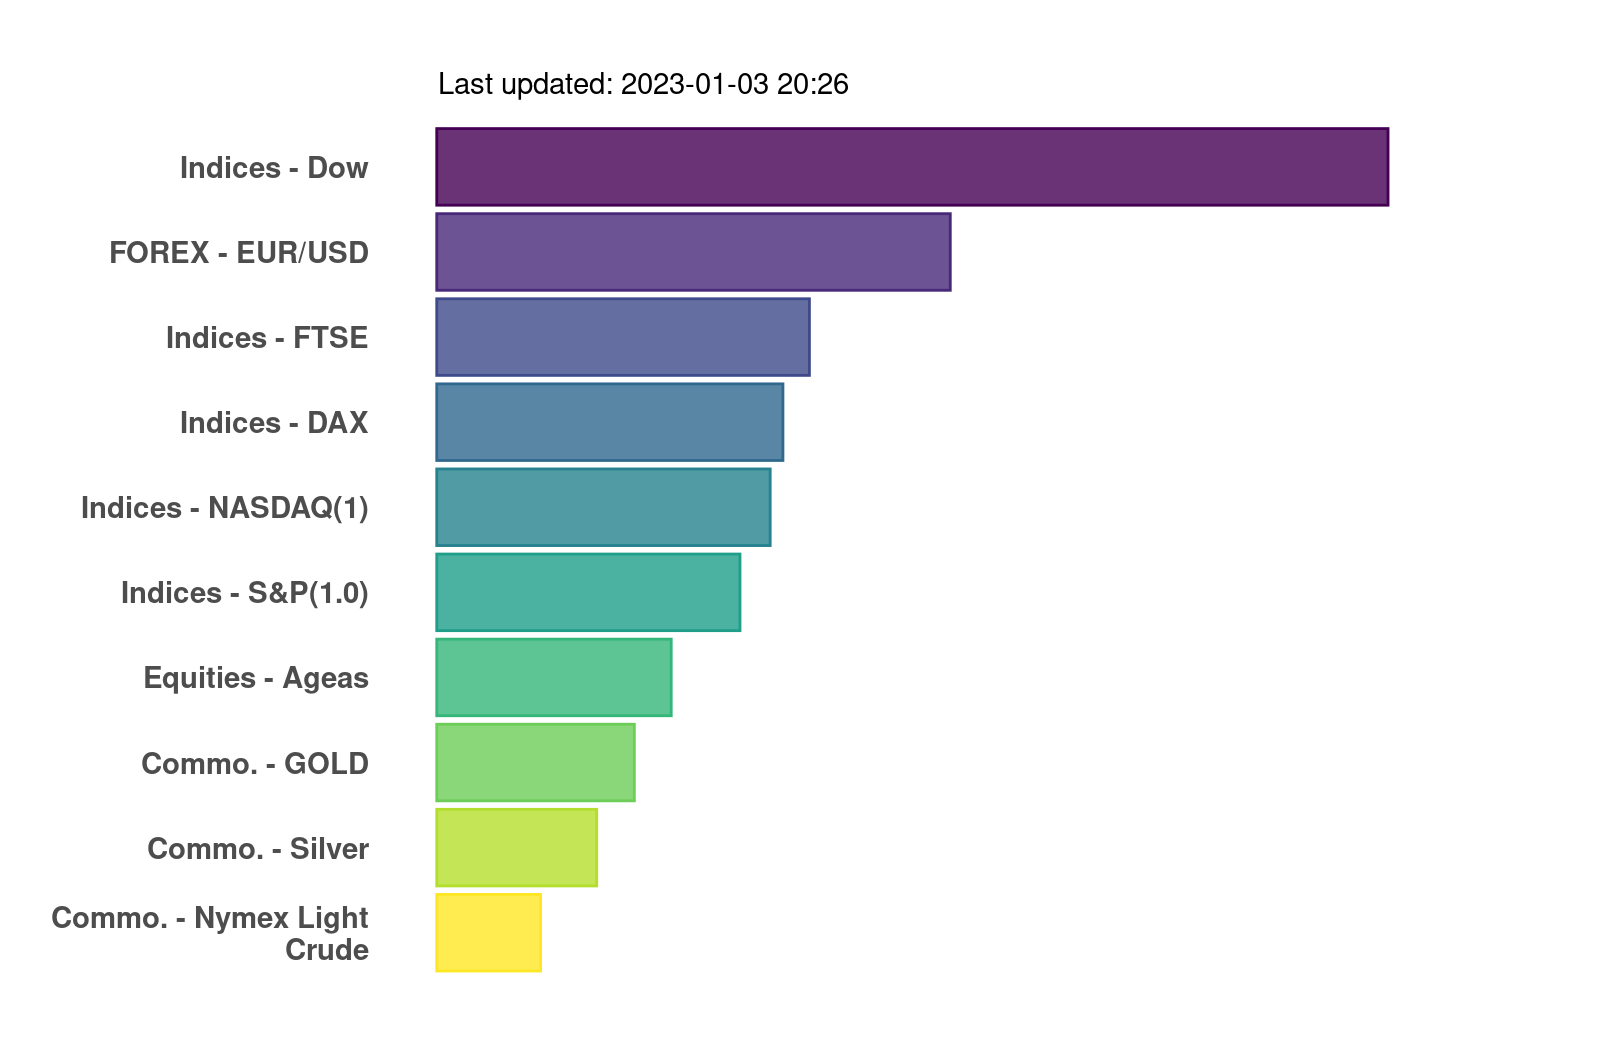 Last updated: 2023-01-03 20:26
Indices - Dow
FOREX - EUR/USD
Indices - FTSE
Indices - DAX
Indices - NASDAQ(1)
Indices - S&P(1.0)
Equities - Ageas
Commo. - GOLD
Commo. - Silver
Commo. - Nymex Light
Crude